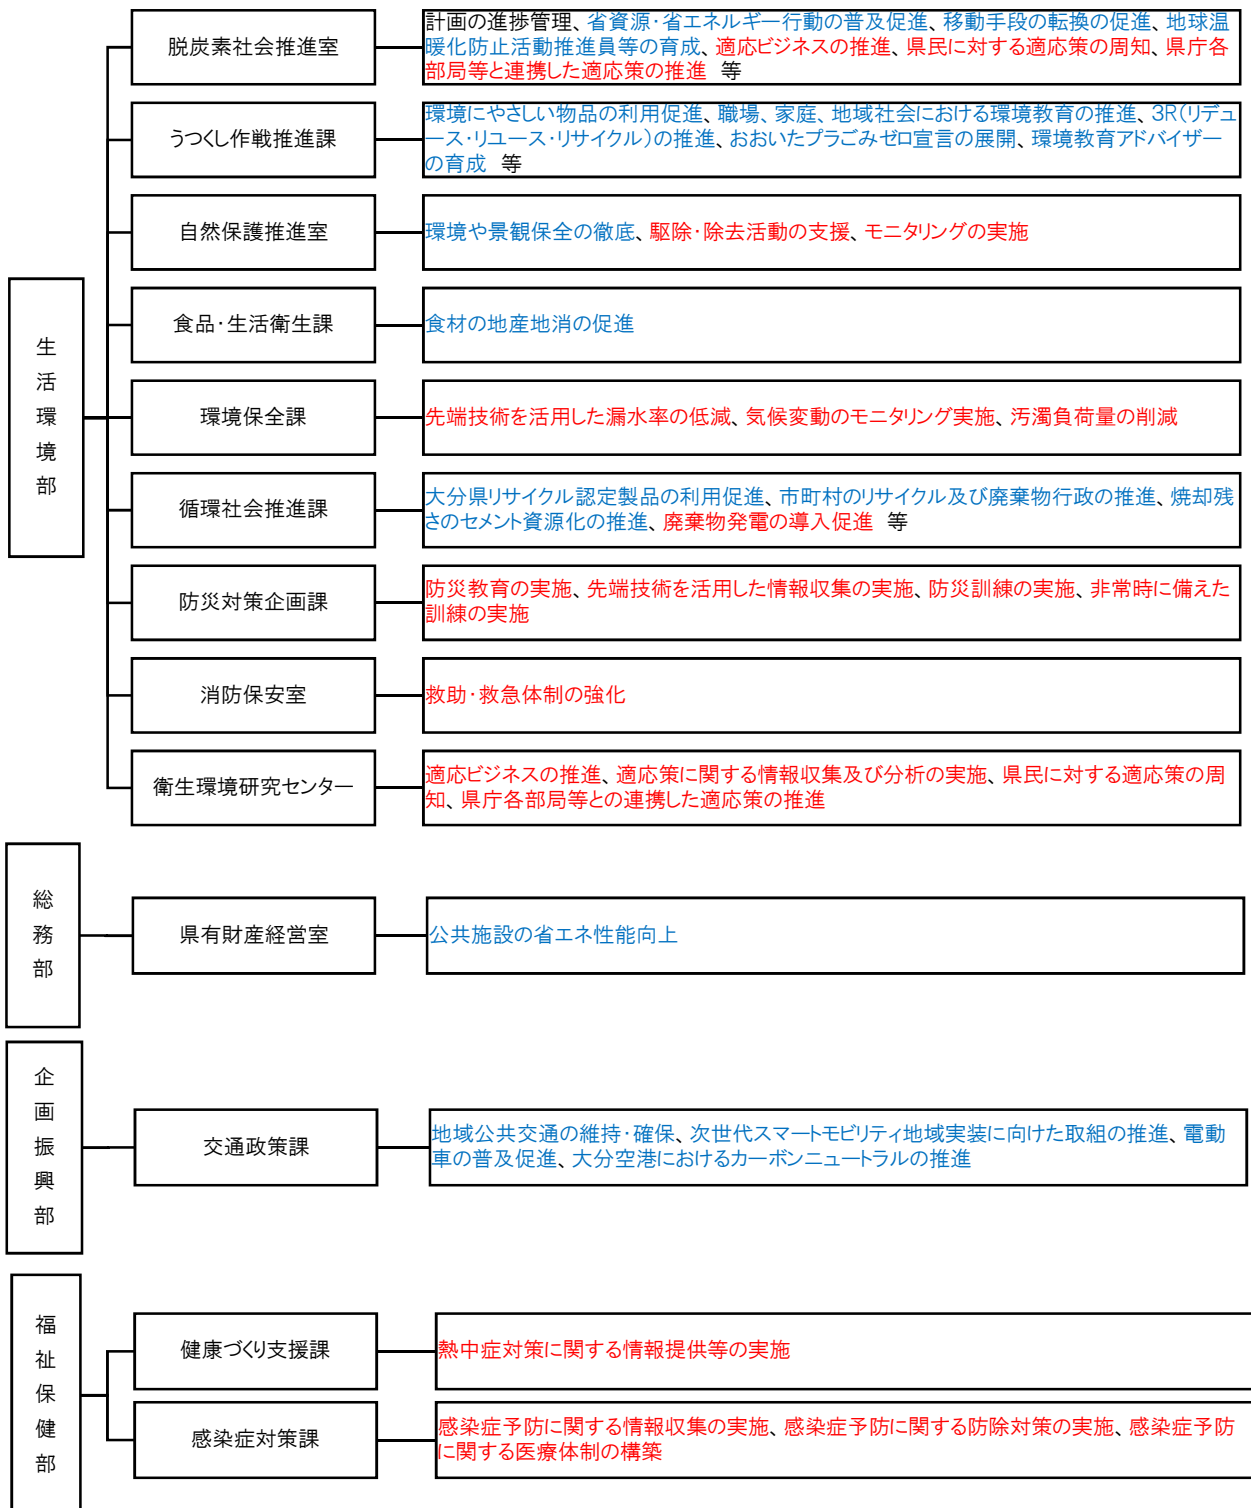 生活環境部
脱炭素社会推進室
計画の進捗管理、省資源・省エネルギー行動の普及促進、移動手段の転換の促進、地球温
暖化防止活動推進員等の育成、適応ビジネスの推進、県民に対する適応策の周知、県庁各
部局等と連携した適応策の推進　等
うつくし作戦推進課
環境にやさしい物品の利用促進、職場、家庭、地域社会における環境教育の推進、3R(リデュ
ース・リユース・リサイクル)の推進、おおいたプラごみゼロ宣言の展開、環境教育アドバイザー
の育成　等
自然保護推進室
環境や景観保全の徹底、駆除・除去活動の支援、モニタリングの実施
食品・生活衛生課
食材の地産地消の促進
環境保全課
先端技術を活用した漏水率の低減、気候変動のモニタリング実施、汚濁負荷量の削減
循環社会推進課
大分県リサイクル認定製品の利用促進、市町村のリサイクル及び廃棄物行政の推進、焼却残
さのセメント資源化の推進、廃棄物発電の導入促進　等
防災対策企画課
防災教育の実施、先端技術を活用した情報収集の実施、防災訓練の実施、非常時に備えた
訓練の実施
消防保安室
救助・救急体制の強化
衛生環境研究センター
適応ビジネスの推進、適応策に関する情報収集及び分析の実施、県民に対する適応策の周
知、県庁各部局等との連携した適応策の推進
総務部
県有財産経営室
公共施設の省エネ性能向上
企画振興部
交通政策課
地域公共交通の維持・確保、次世代スマートモビリティ地域実装に向けた取組の推進、電動
車の普及促進、大分空港におけるカーボンニュートラルの推進
福祉保健部
健康づくり支援課
熱中症対策に関する情報提供等の実施
感染症対策課
感染症予防に関する情報収集の実施、感染症予防に関する防除対策の実施、感染症予防
に関する医療体制の構築